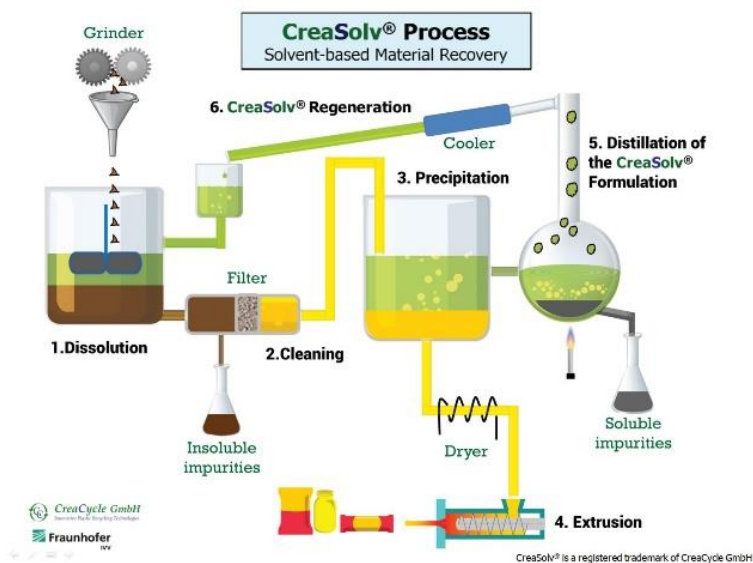 CreaSolv® Process
Solvent-based Material Recovery
Grinder
6. CreaSolv® Regeneration
Cooler
5. Distillation of
the CreaSolv®
Formulation
3. Precipitation
Filter
1.Dissolution
2.Cleaning
Insoluble
impurities
Soluble
impurities
Dryer
4. Extrusion
CreaCycle GmbH
Fraunhofer
IVV
CreaSolv® is a registered trademark of CreaCycle GmbH